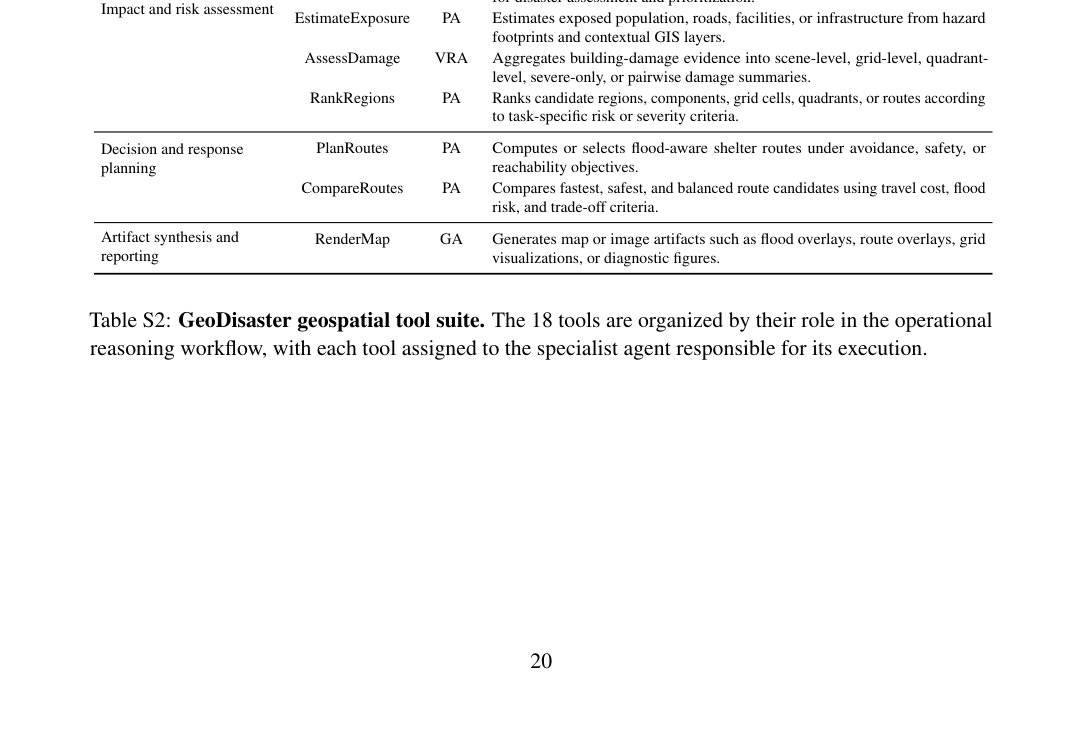 for disaster assessment and prioritization.
Impact and risk assessment
EstimateExposure PA Estimates exposed population, roads, facilities, or infrastructure from hazard
footprints and contextual GIS layers.
AssessDamage VRA Aggregates building-damage evidence into scene-level, grid-level, quadrant-
level, severe-only, or pairwise damage summaries.
RankRegions PA Ranks candidate regions, components, grid cells, quadrants, or routes according
to task-specific risk or severity criteria.
Decision and response PlanRoutes PA Computes or selects flood-aware shelter routes under avoidance, safety, or
planning reachability objectives.
CompareRoutes PA Compares fastest, safest, and balanced route candidates using travel cost, flood
risk, and trade-off criteria.
Artifact synthesis and RenderMap GA Generates map or image artifacts such as flood overlays, route overlays, grid
reporting visualizations, or diagnostic figures.
Table S2: GeoDisaster geospatial tool suite. The 18 tools are organized by their role in the operational
reasoning workflow, with each tool assigned to the specialist agent responsible for its execution.
20